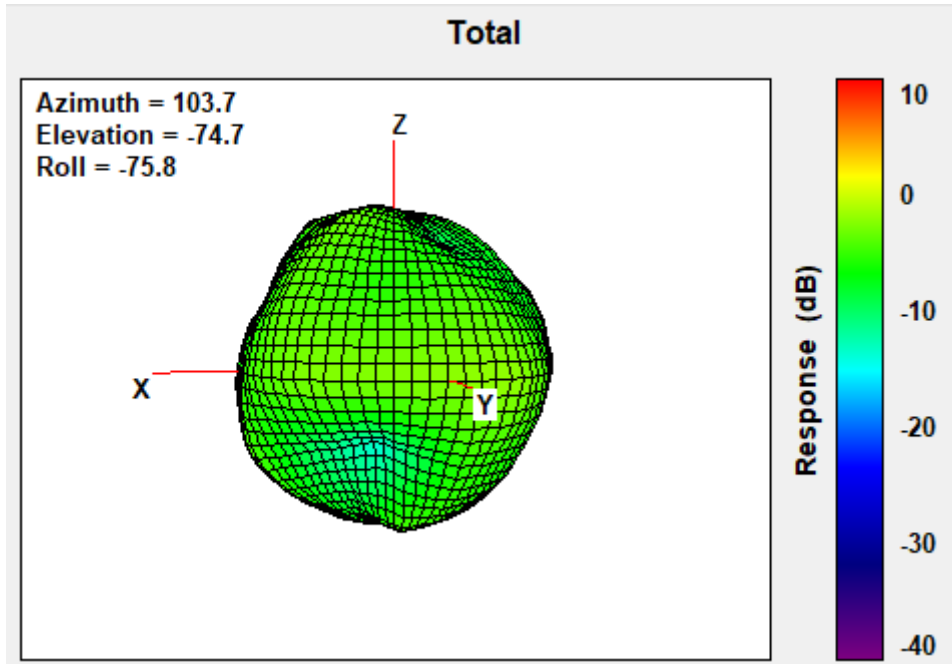 Total
Azimuth = 103.7
Elevation = -74.7
Roll = -75.8
Z
X
Y
10
0
-10
-20
-30
-40
Response (dB)